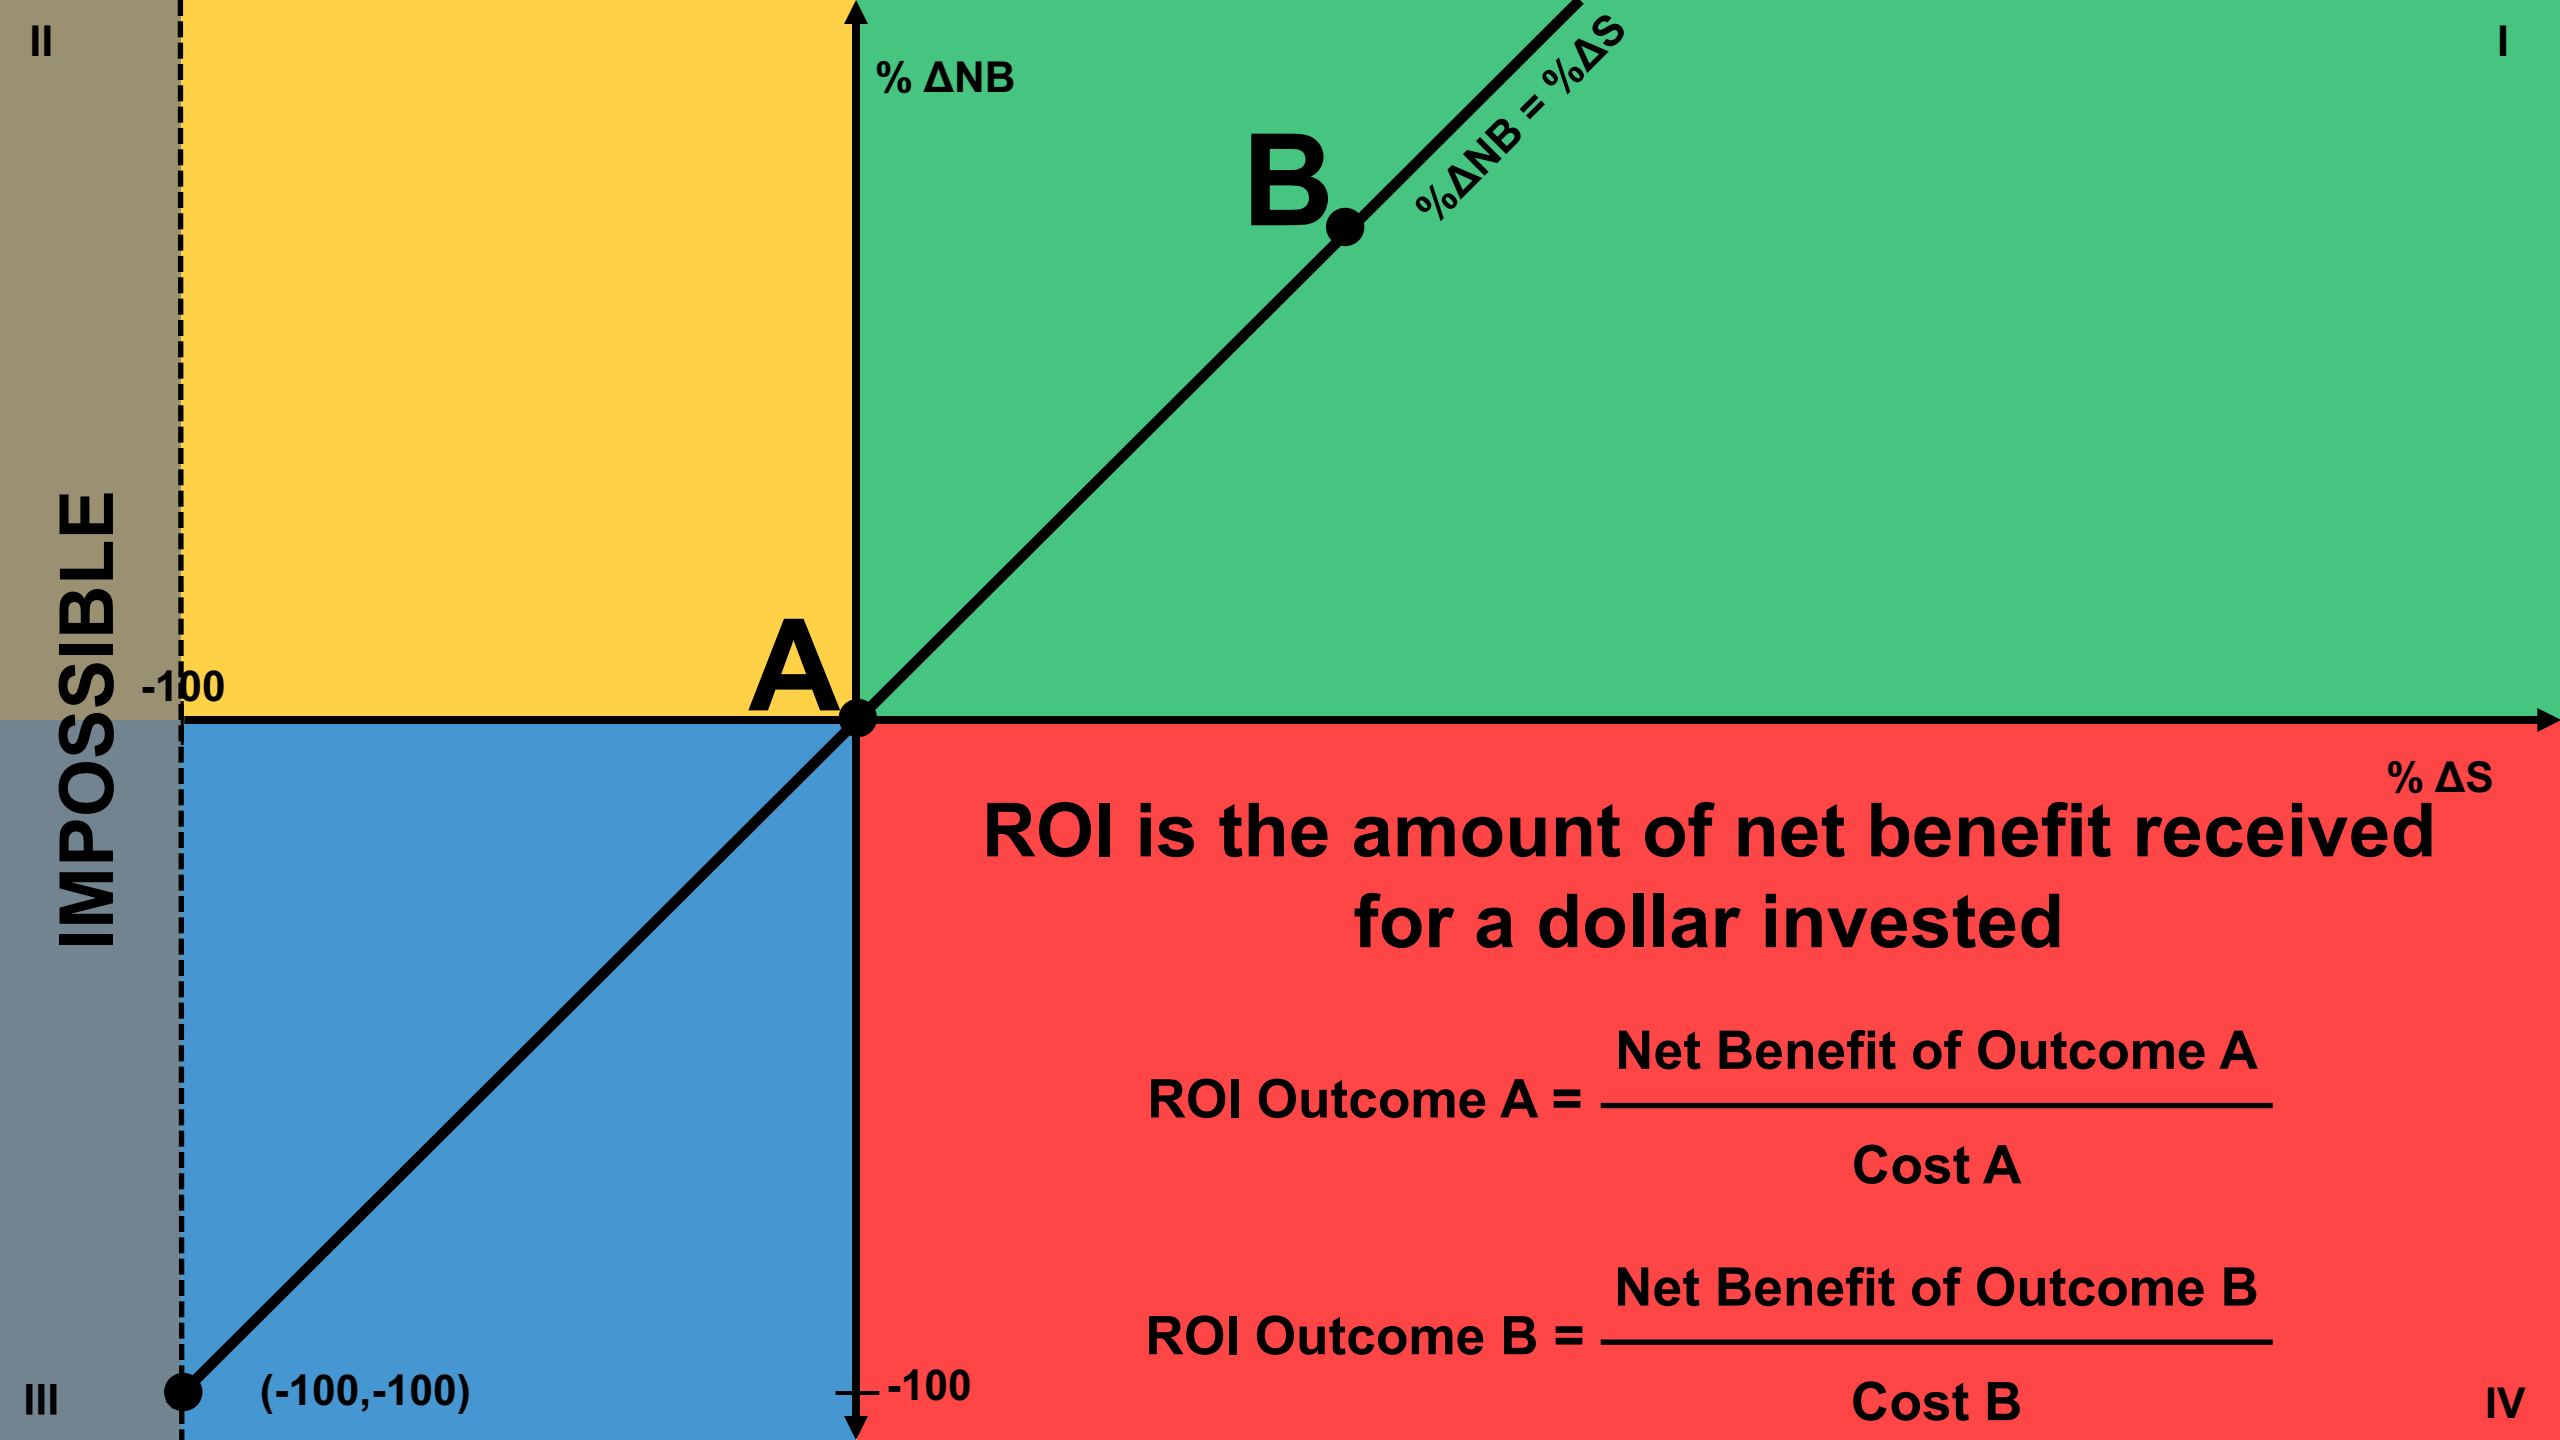 II
I
% ΔNB
%ΔNB = %ΔS
B
A
IMPOSSIBLE
-100
% ΔS
ROI is the amount of net benefit received
for a dollar invested
Net Benefit of Outcome A
ROI Outcome A =
Cost A
Net Benefit of Outcome B
ROI Outcome B =
Cost B
(-100,-100)
-100
III
IV